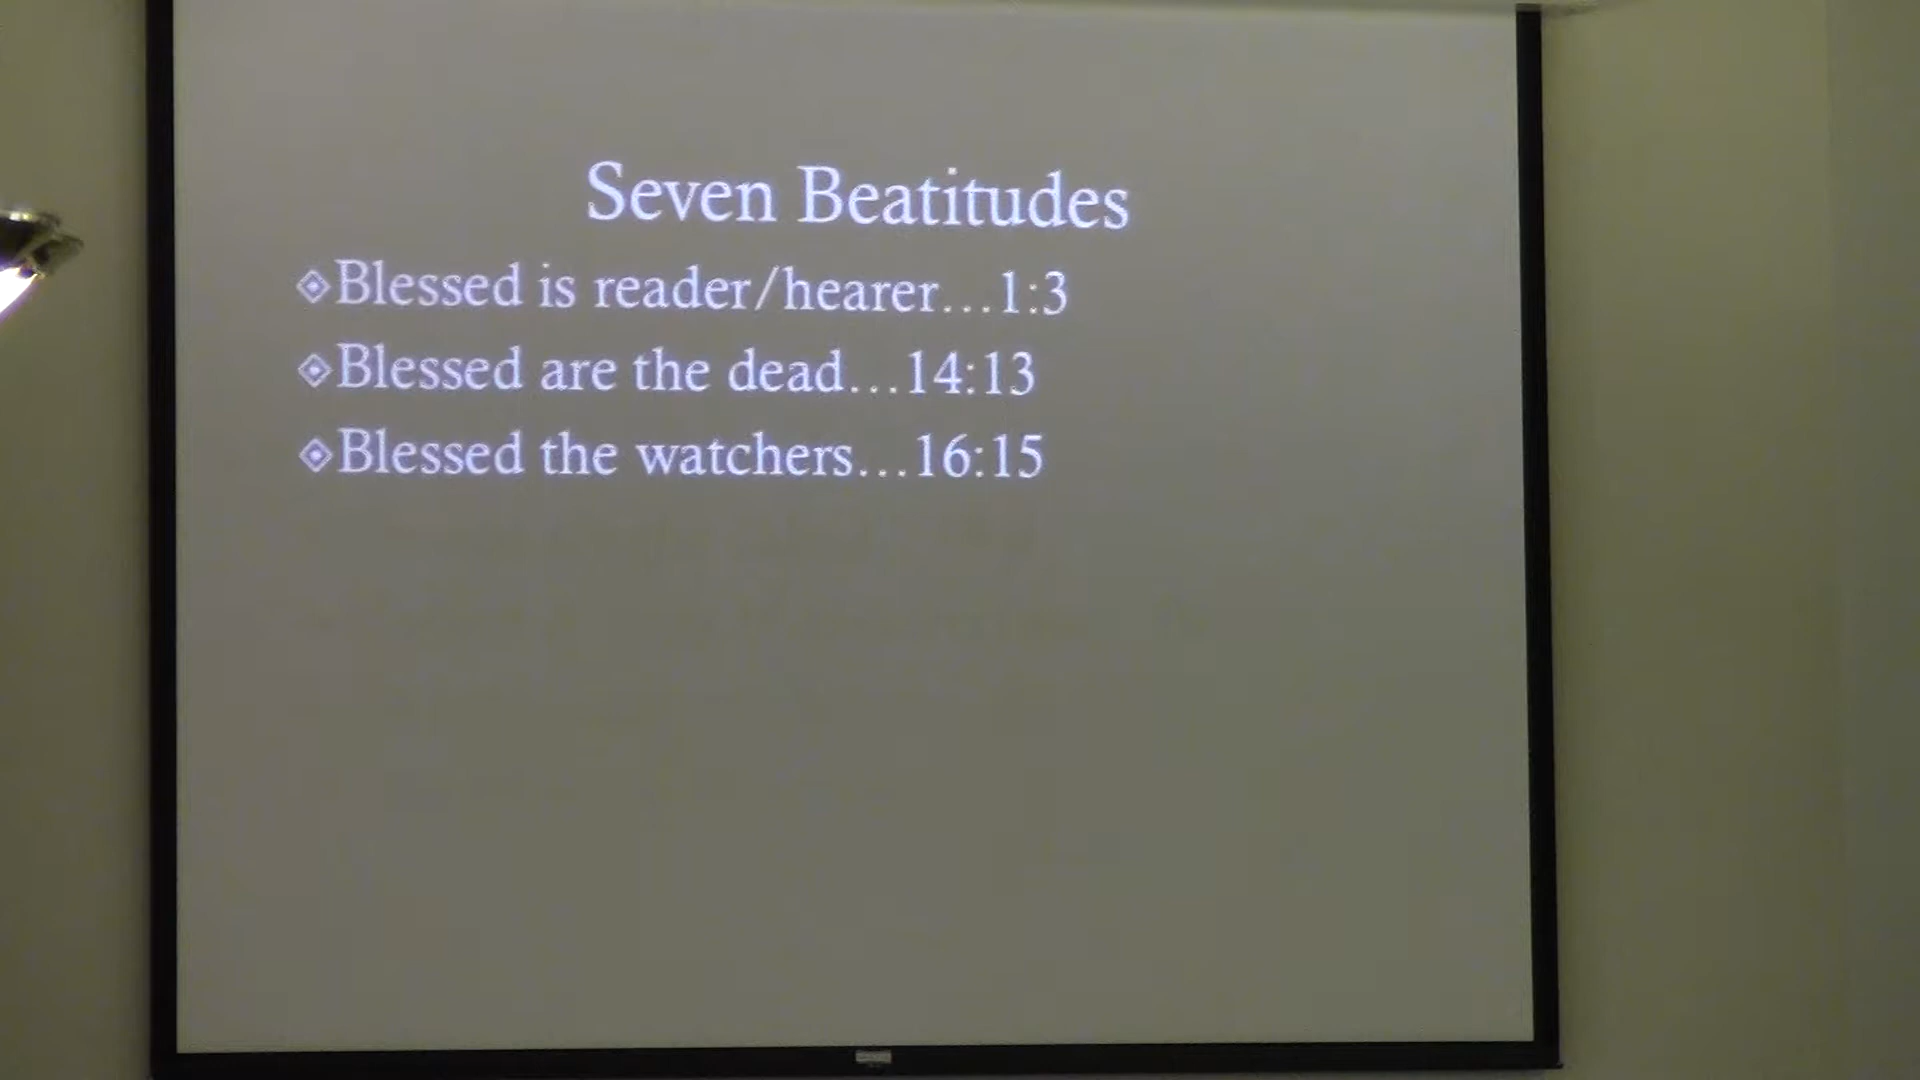 Seven Beatitudes
Blessed is reader/hearer...1:3
Blessed are the dead...14:13
Blessed the watchers...16:15